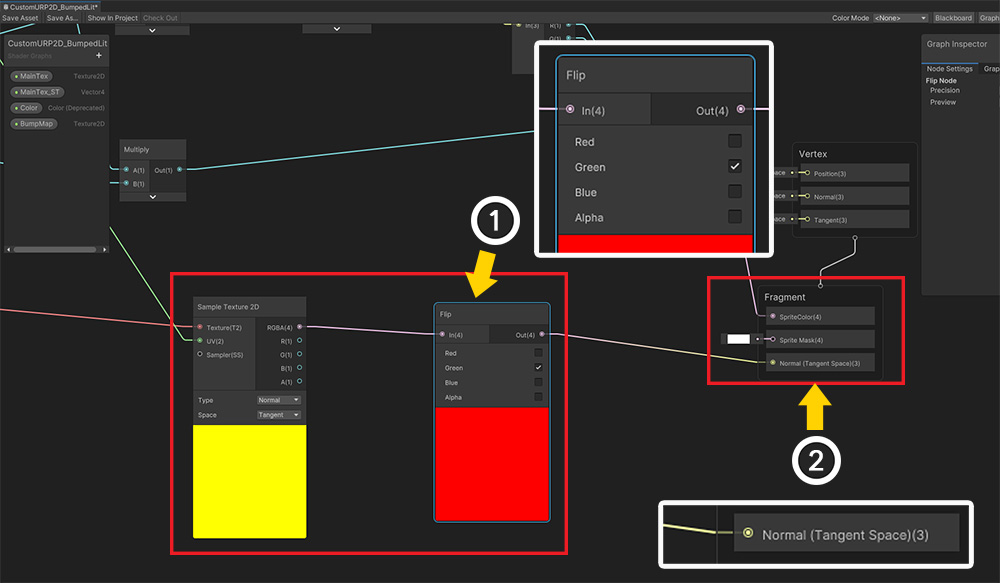 CustomURP2D_BumpedLit*
Save Asset Save As... Show In Project Check Out
Color Mode <None> Blackboard Graph
CustomURP2D_BumpedLit
Shader Graphs
+
MainTex Texture2D
MainTex_ST Vector4
Color Color (Deprecated)
BumpMap Texture2D
In(3)
R(1)
G(1)
Graph Inspector
Node Settings Grap
Flip Node
Precision
Preview
Multiply
A(1) Out(1)
B(1)
Flip
In(4) Out(4)
Red
Green
Blue
Alpha
Vertex
Position(3)
Normal(3)
Tangent(3)
1
Sample Texture 2D
Texture(T2) RGBA(4)
UV(2) R(1)
Sampler(SS) G(1)
B(1)
A(1)
Type Normal
Space Tangent
Flip
In(4) Out(4)
Red
Green
Blue
Alpha
Fragment
SpriteColor(4)
Sprite Mask(4)
Normal (Tangent Space)(3)
2
Normal (Tangent Space)(3)